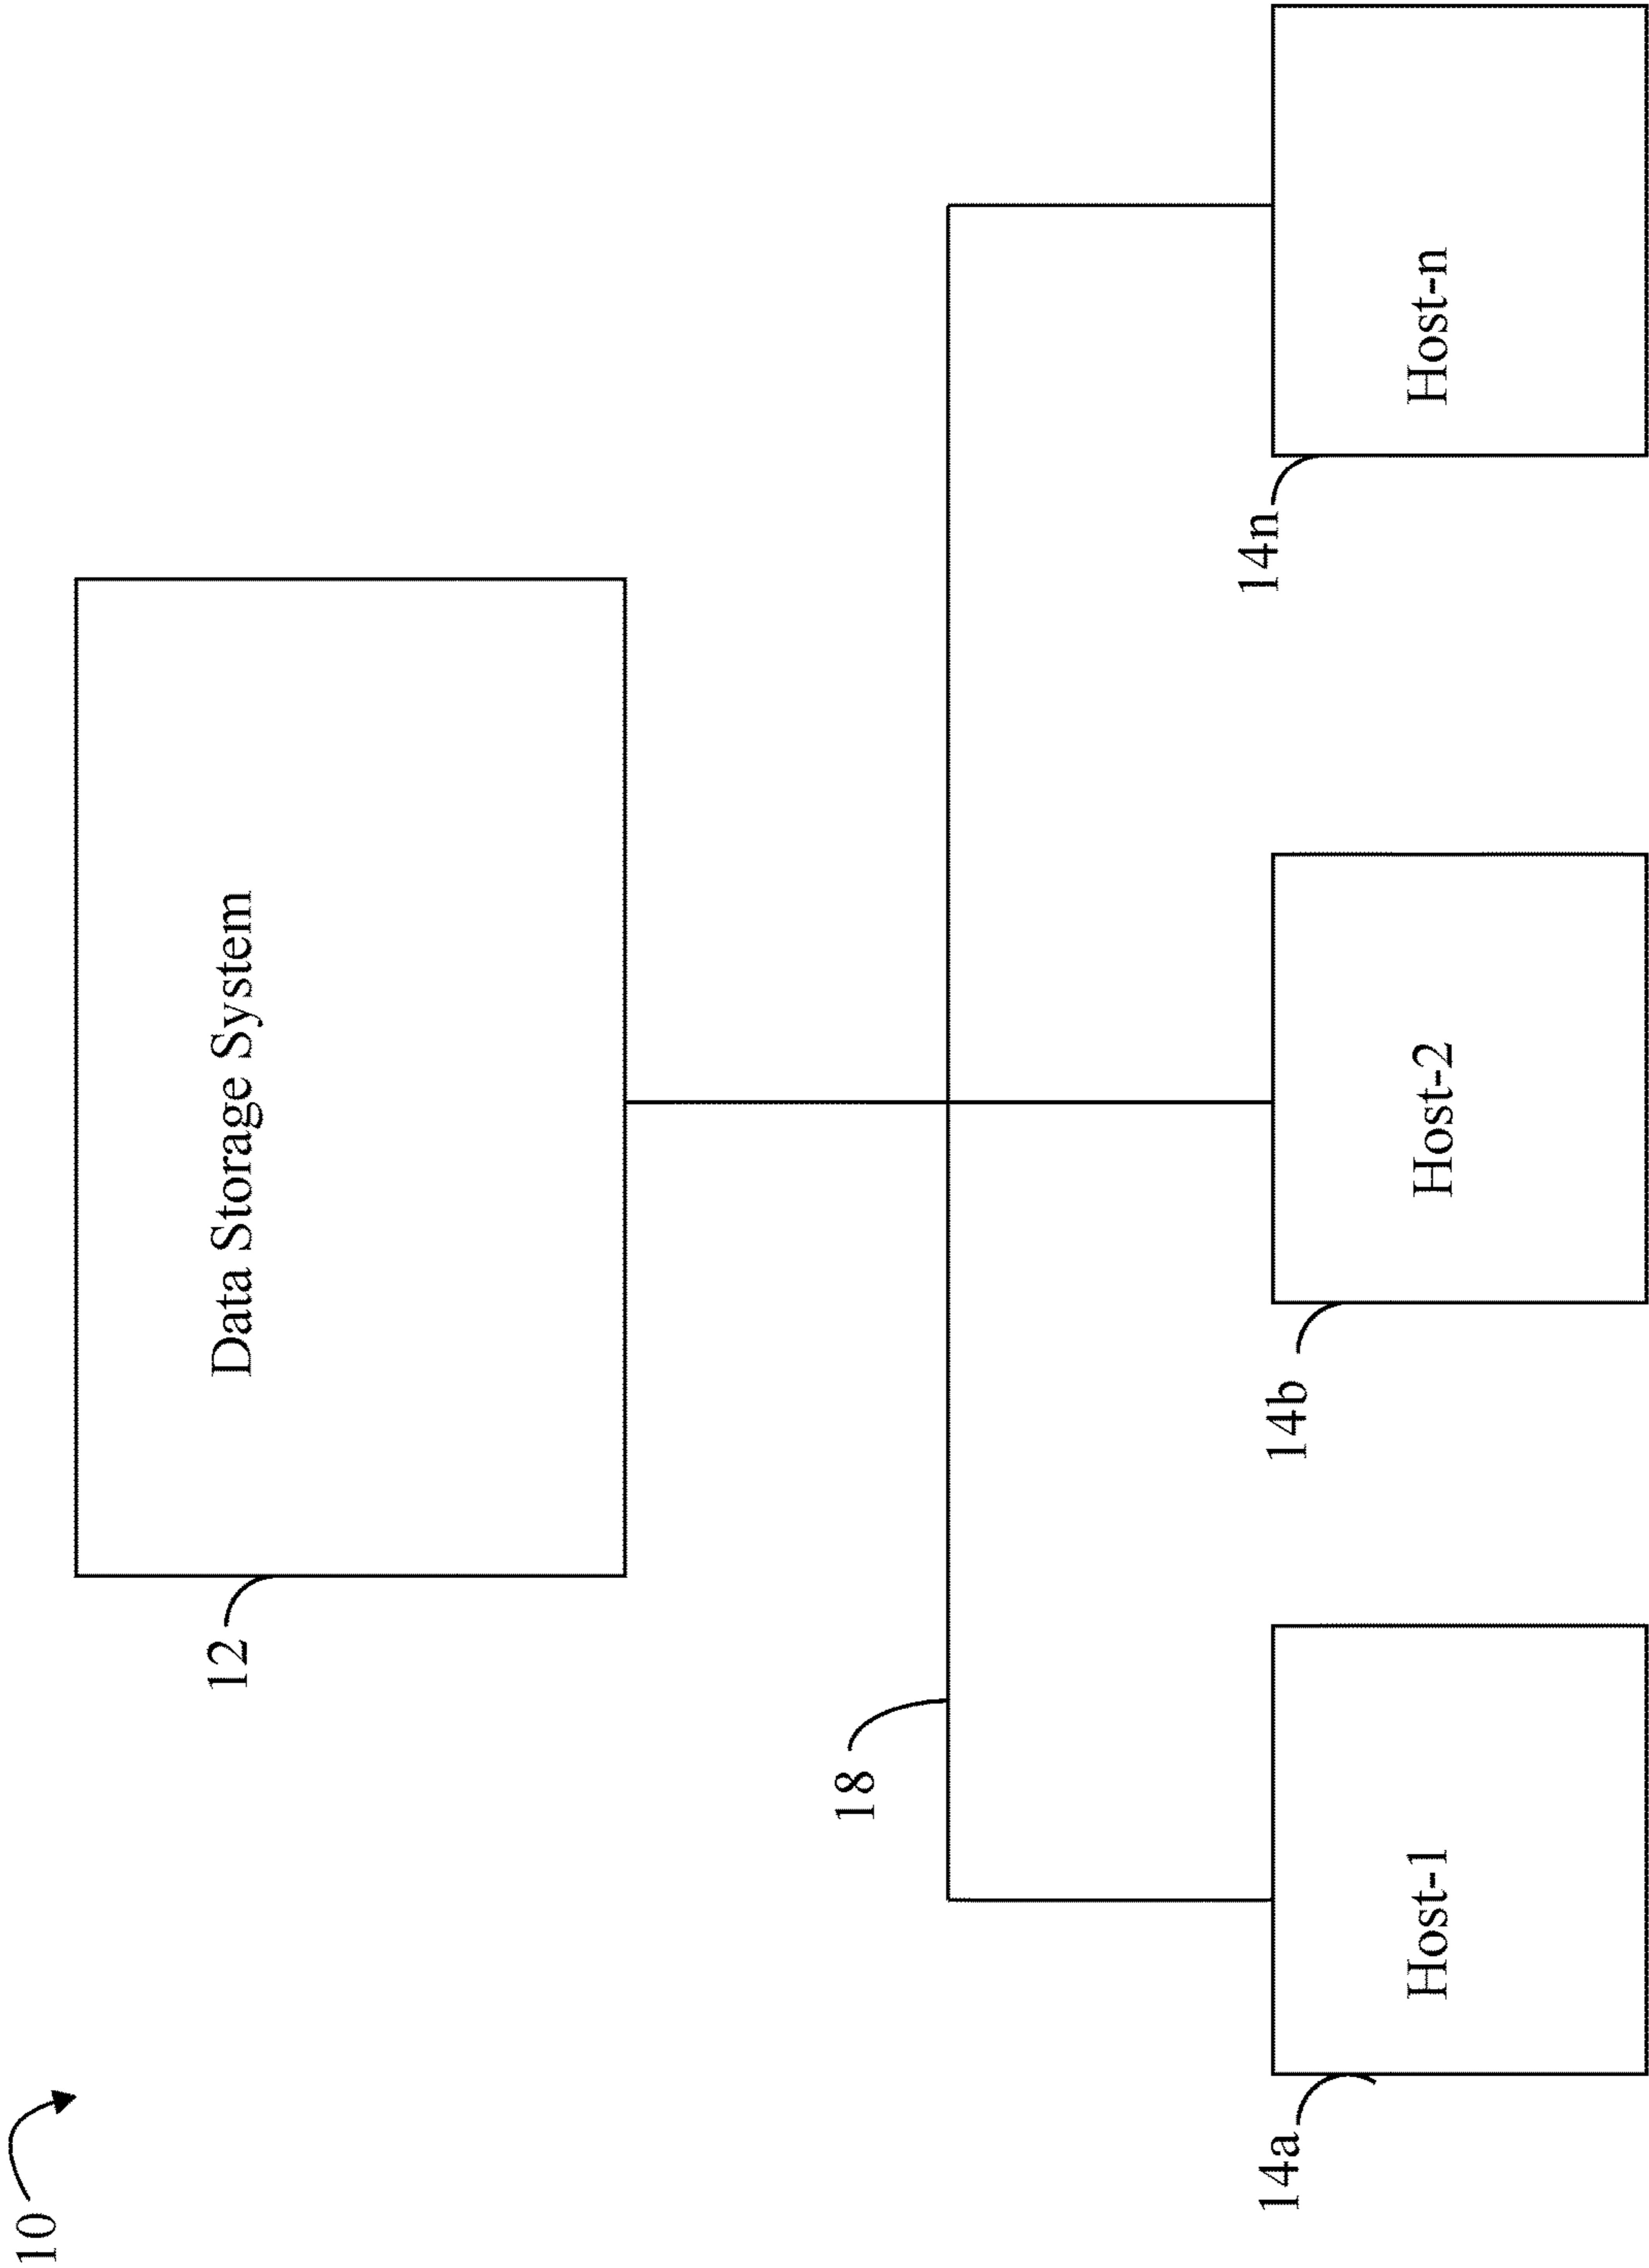 10
12
Data Storage System
18
14a
Host-1
14b
Host-2
14n
Host-n